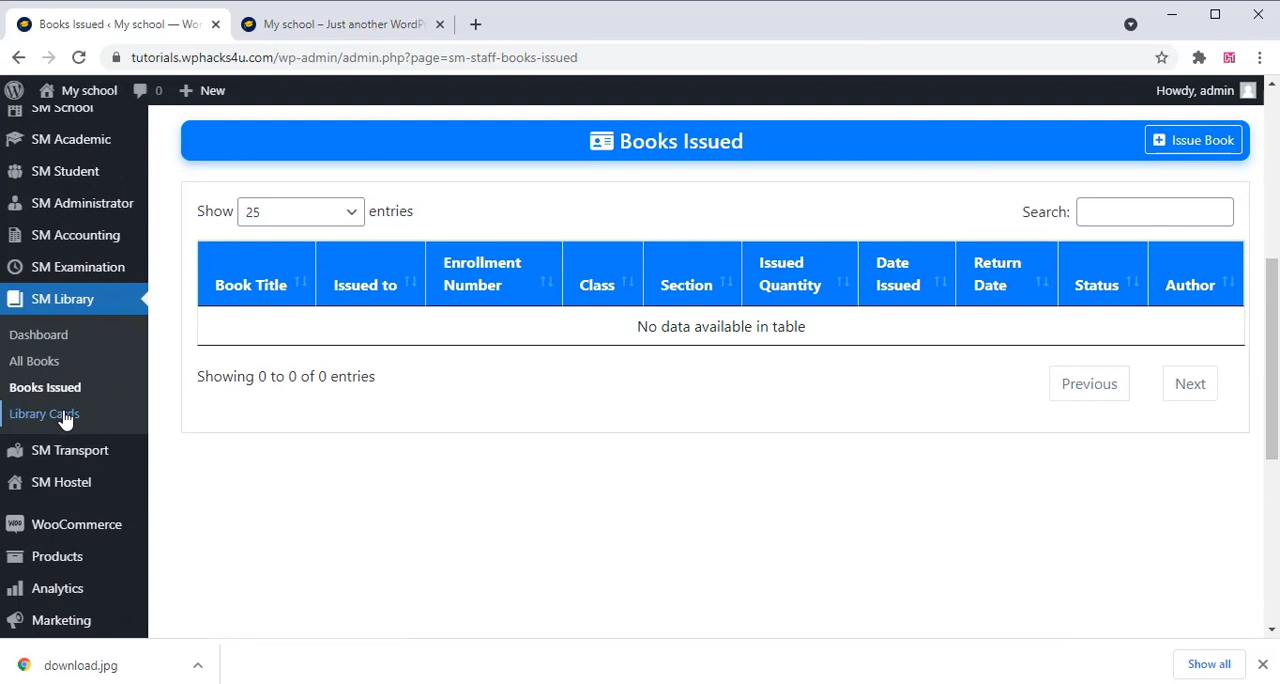 Books Issued ‹ My school — Wor
My school – Just another WordPr
tutorials.wphacks4u.com/wp-admin/admin.php?page=sm-staff-books-issued
My school
0
New
Howdy, admin
SM School
SM Academic
SM Student
SM Administrator
SM Accounting
SM Examination
SM Library
Dashboard
All Books
Books Issued
Library Cards
SM Transport
SM Hostel
WooCommerce
Products
Analytics
Marketing
Books Issued
Issue Book
Show 25 entries
Search:
Book Title
Issued to
Enrollment
Number
Class
Section
Issued
Quantity
Date
Issued
Return
Date
Status
Author
No data available in table
Showing 0 to 0 of 0 entries
Previous
Next
download.jpg
Show all